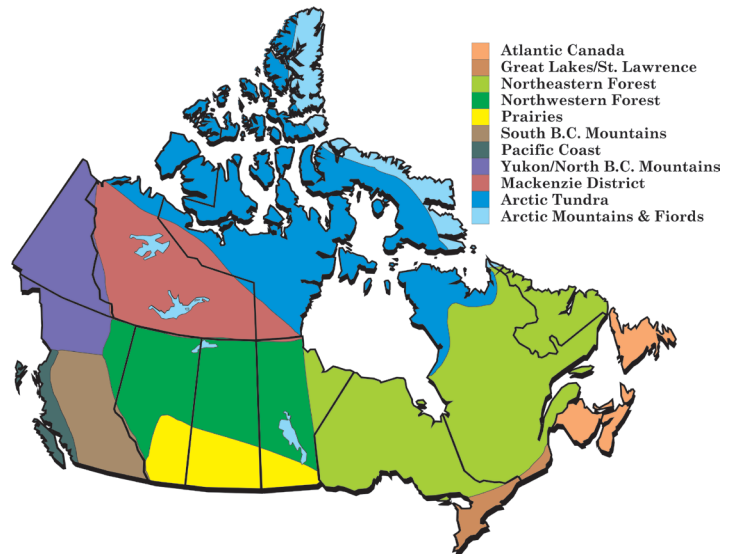 Atlantic Canada
Great Lakes/St. Lawrence
Northeastern Forest
Northwestern Forest
Prairies
South B.C. Mountains
Pacific Coast
Yukon/North B.C. Mountains
Mackenzie District
Arctic Tundra
Arctic Mountains & Fiords